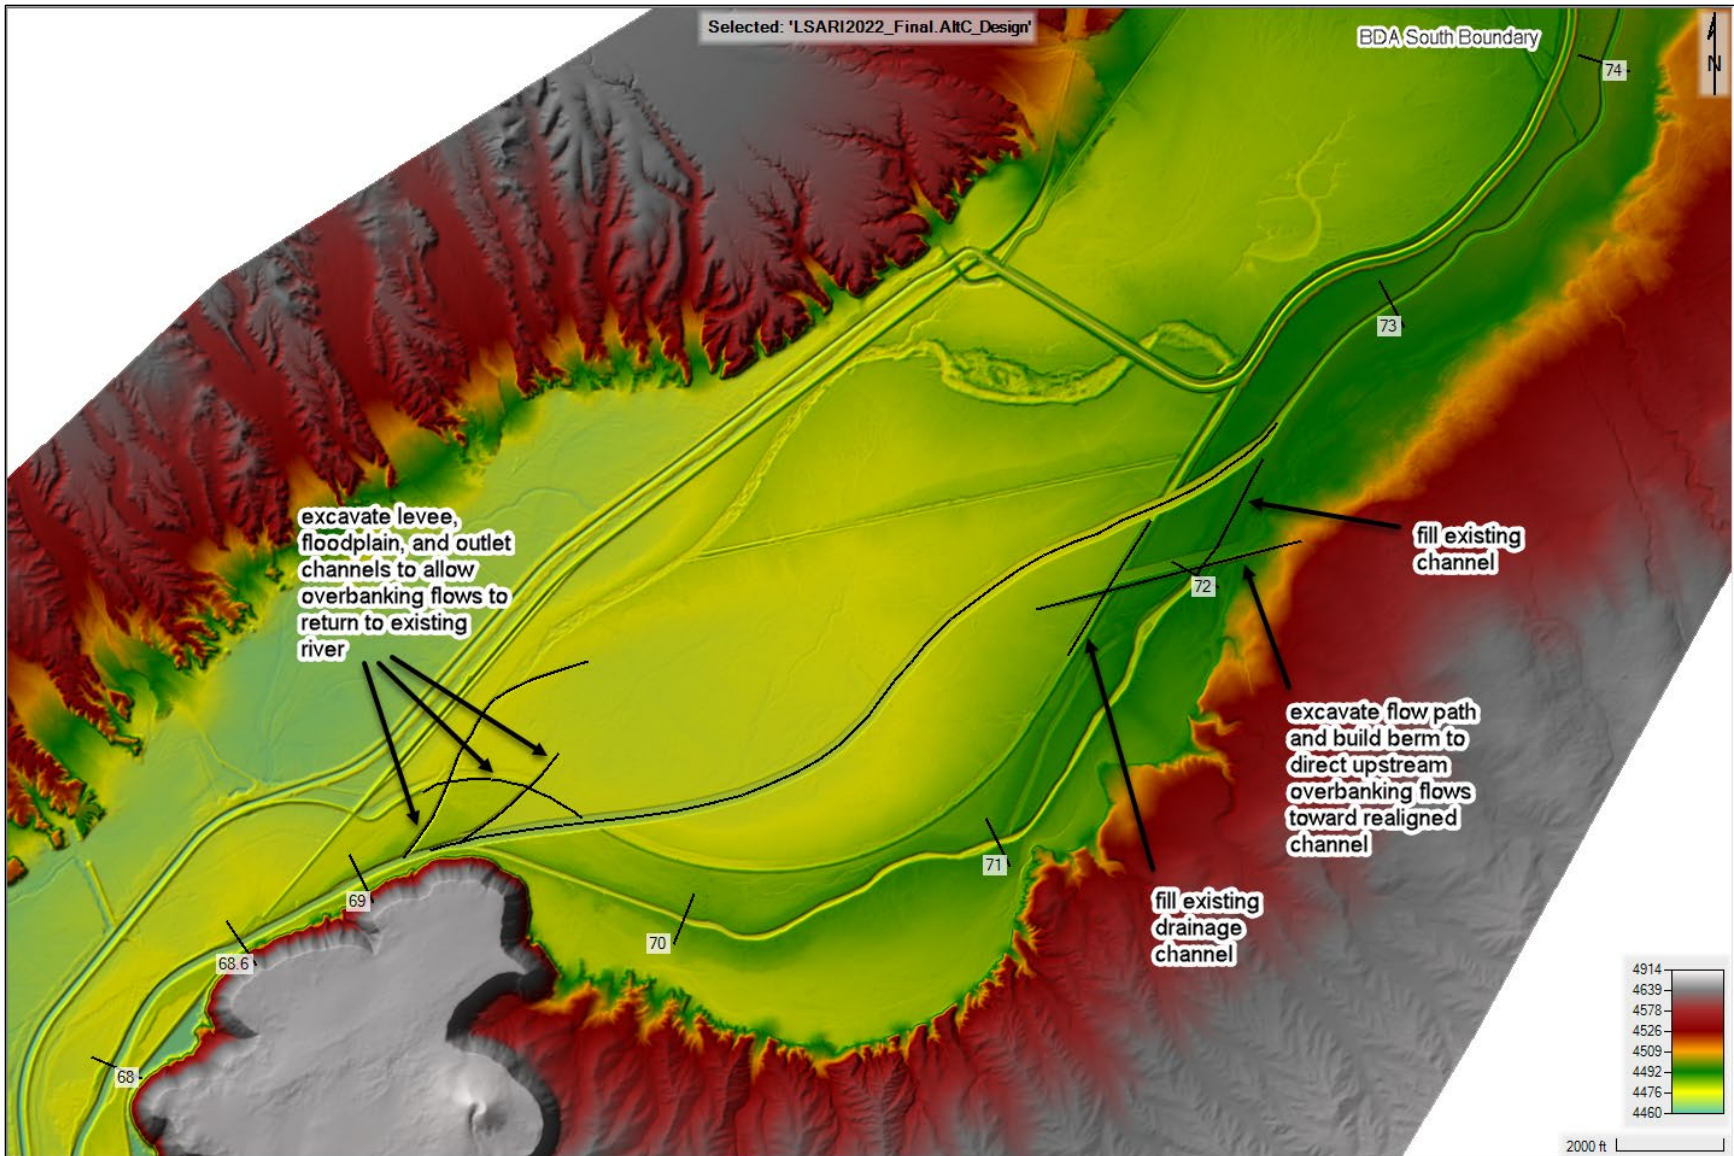 Selected: 'LSARI2022_Final.AltC_Design'
BDA South Boundary
N
74
73
excavate levee,
floodplain, and outlet
channels to allow
overbanking flows to
return to existing
river
fill existing
channel
72
excavate flow path
and build berm to
direct upstream
overbanking flows
toward realigned
channel
71
fill existing
drainage
channel
69
70
68.6
68
4914
4639
4578
4526
4509
4492
4476
4460
2000 ft